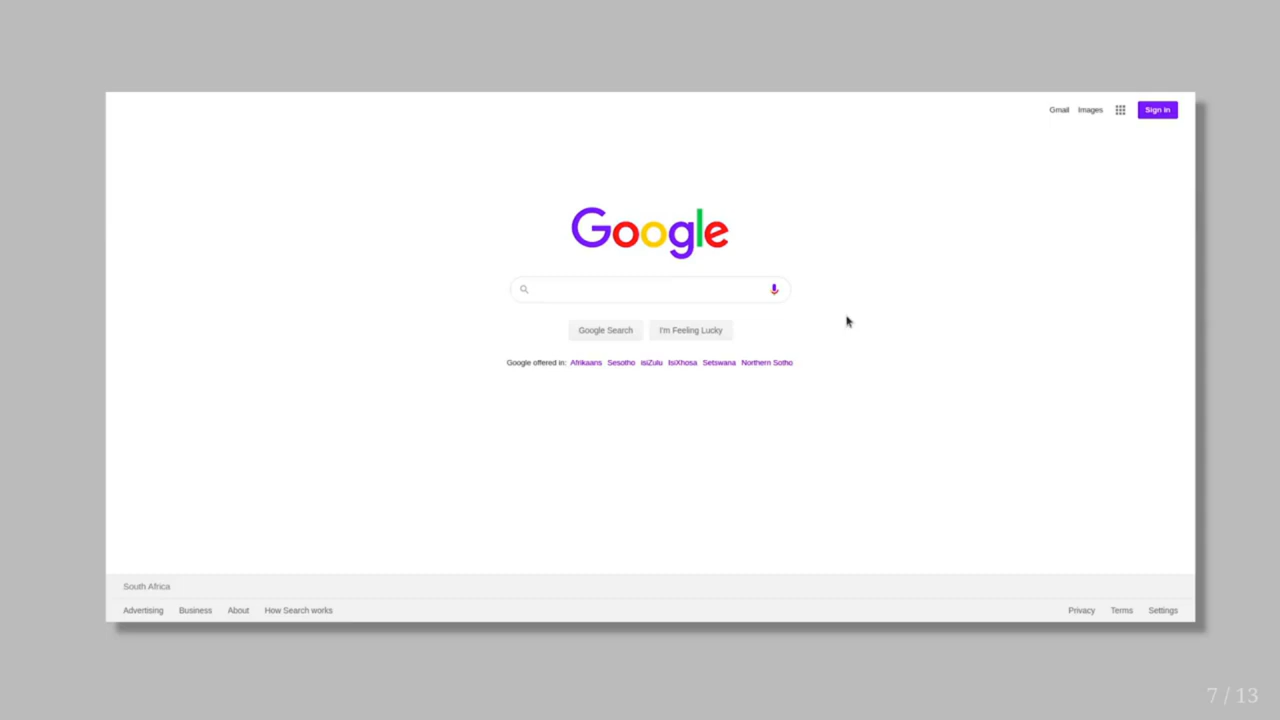 Gmail Images Sign in
Google
Google Search I'm Feeling Lucky
Google offered in: Afrikaans Sesotho isiZulu IsiXhosa Setswana Northern Sotho
South Africa
Advertising Business About How Search works Privacy Terms Settings
7 / 13